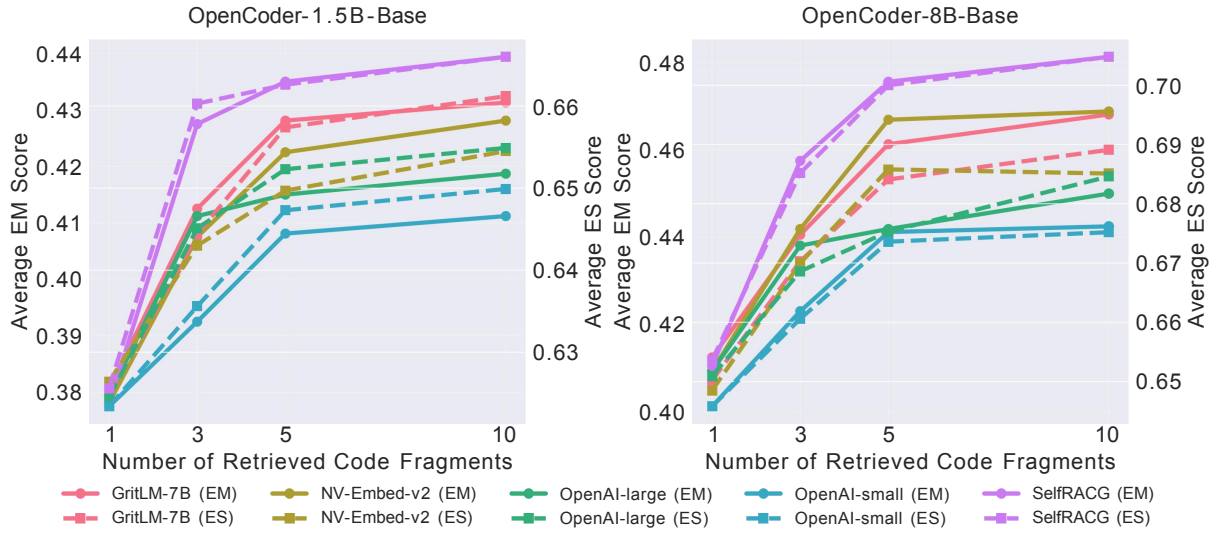 OpenCoder-1.5B-Base
0.44
0.43
0.42
0.41
0.40
0.39
0.38
Average EM Score
0.66
0.65
0.64
0.63
Average ES Score
1 3 5 10
Number of Retrieved Code Fragments
OpenCoder-8B-Base
0.48
0.46
0.44
0.42
0.40
Average EM Score
0.70
0.69
0.68
0.67
0.66
0.65
Average ES Score
1 3 5 10
Number of Retrieved Code Fragments
GritLM-7B (EM) NV-Embed-v2 (EM) OpenAI-large (EM) OpenAI-small (EM) SelfRACG (EM)
GritLM-7B (ES) NV-Embed-v2 (ES) OpenAI-large (ES) OpenAI-small (ES) SelfRACG (ES)